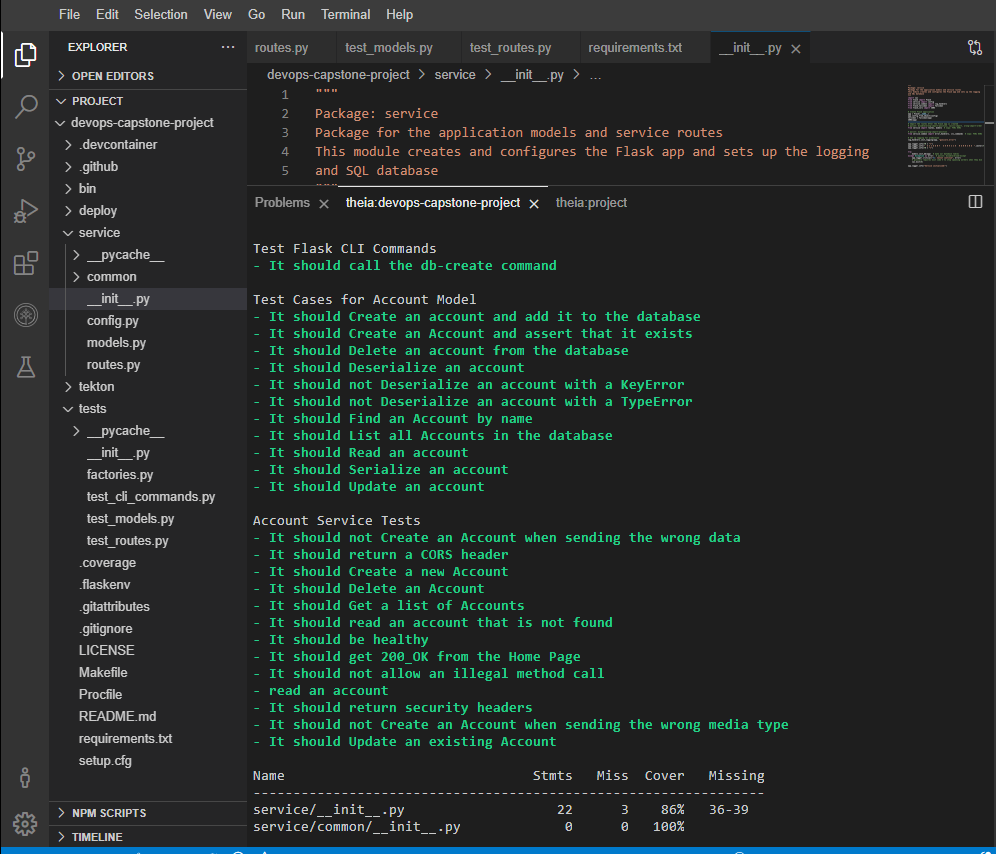 File Edit Selection View Go Run Terminal Help
EXPLORER ...
OPEN EDITORS
PROJECT
devops-capstone-project
.devcontainer
.github
bin
deploy
service
__pycache__
common
__init__.py
config.py
models.py
routes.py
tekton
tests
__pycache__
__init__.py
factories.py
test_cli_commands.py
test_models.py
test_routes.py
.coverage
.flaskenv
.gitattributes
.gitignore
LICENSE
Makefile
Procfile
README.md
requirements.txt
setup.cfg
NPM SCRIPTS
TIMELINE
routes.py test_models.py test_routes.py requirements.txt __init__.py
devops-capstone-project > service > __init__.py > ...
1 """
2 Package: service
3 Package for the application models and service routes
4 This module creates and configures the Flask app and sets up the logging
5 and SQL database
"""
Problems theia:devops-capstone-project theia:project
Test Flask CLI Commands
- It should call the db-create command
Test Cases for Account Model
- It should Create an account and add it to the database
- It should Create an Account and assert that it exists
- It should Delete an account from the database
- It should Deserialize an account
- It should not Deserialize an account with a KeyError
- It should not Deserialize an account with a TypeError
- It should Find an Account by name
- It should List all Accounts in the database
- It should Read an account
- It should Serialize an account
- It should Update an account
Account Service Tests
- It should not Create an Account when sending the wrong data
- It should return a CORS header
- It should Create a new Account
- It should Delete an Account
- It should Get a list of Accounts
- It should read an account that is not found
- It should be healthy
- It should get 200_OK from the Home Page
- It should not allow an illegal method call
- read an account
- It should return security headers
- It should not Create an Account when sending the wrong media type
- It should Update an existing Account
Name Stmts Miss Cover Missing
----------------------------------------------------------------
service/__init__.py 22 3 86% 36-39
service/common/__init__.py 0 0 100%